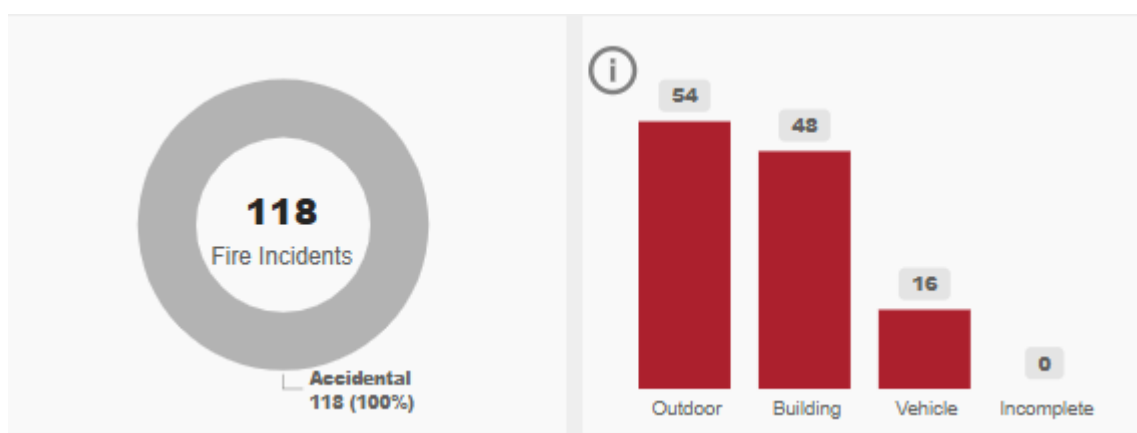 118
Fire Incidents
Accidental
118 (100%)
i
54
48
16
0
Outdoor Building Vehicle Incomplete